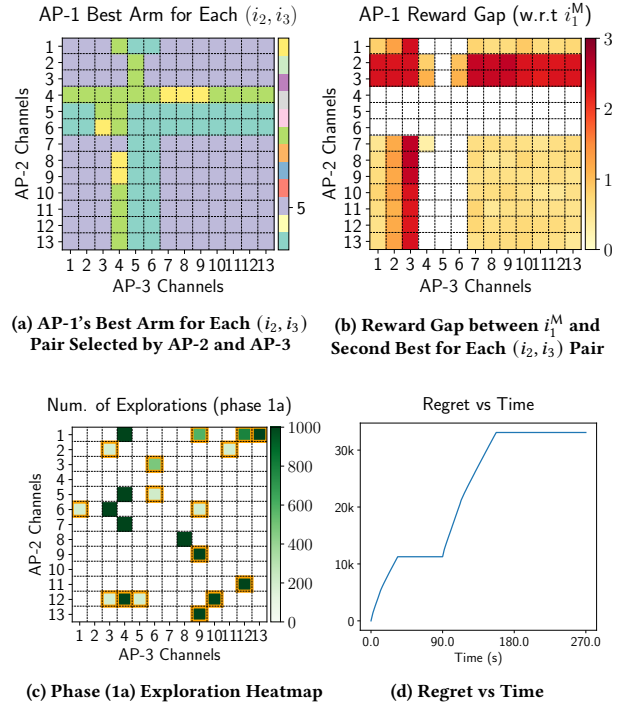 AP-1 Best Arm for Each (i₂, i₃)
AP-2 Channels
1
2
3
4
5
6
7
8
9
10
11
12
13
1 2 3 4 5 6 7 8 9 10 11 12 13
AP-3 Channels
5
(a) AP-1's Best Arm for Each (i₂, i₃)
Pair Selected by AP-2 and AP-3
AP-1 Reward Gap (w.r.t i₁ᴹ)
AP-2 Channels
1
2
3
4
5
6
7
8
9
10
11
12
13
1 2 3 4 5 6 7 8 9 10 11 12 13
AP-3 Channels
3
2
1
0
(b) Reward Gap between i₁ᴹ and
Second Best for Each (i₂, i₃) Pair
Num. of Explorations (phase 1a)
AP-2 Channels
1
2
3
4
5
6
7
8
9
10
11
12
13
1 2 3 4 5 6 7 8 9 10 11 12 13
AP-3 Channels
1000
800
600
400
200
0
(c) Phase (1a) Exploration Heatmap
Regret vs Time
30k
20k
10k
0
0.0 90.0 180.0 270.0
Time (s)
(d) Regret vs Time